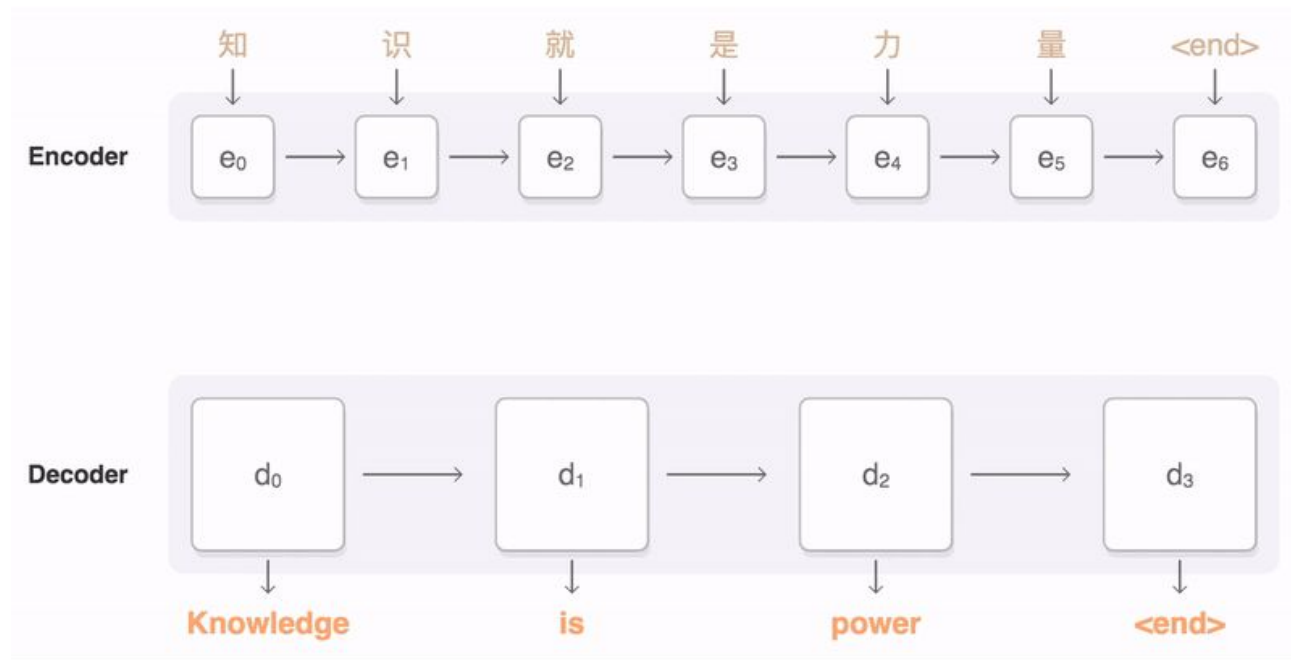 知 识 就 是 力 量 <end>
Encoder e₀ e₁ e₂ e₃ e₄ e₅ e₆
Decoder d₀ d₁ d₂ d₃
Knowledge is power <end>